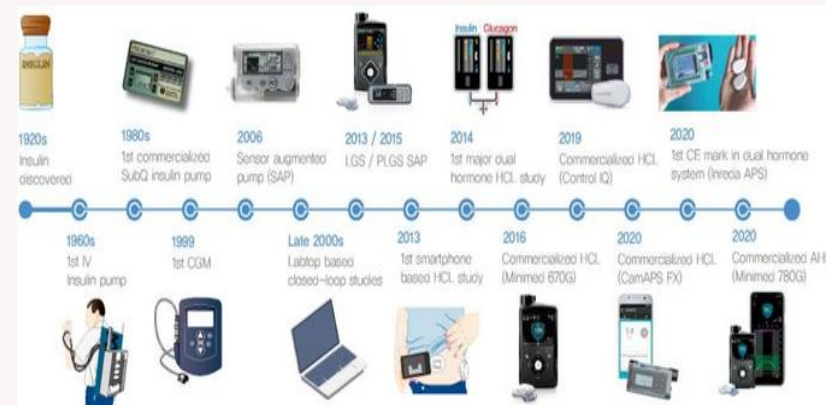 INSULIN
Insulin
Glucagon
1920s
Insulin
discovered
1980s
1st commercialized
SubQ insulin pump
2006
Sensor augmented
pump (SAP)
2013 / 2015
LGS / PLGS SAP
2014
1st major dual
hormone HCL study
2019
Commercialized HCL
(Control IQ)
2020
1st CE mark in dual hormone
system (Inreda APS)
1960s
1st IV
Insulin pump
1999
1st CGM
Late 2000s
Labtop based
closed-loop studies
2013
1st smartphone
based HCL study
2016
Commercialized HCL
(Minimed 670G)
2020
Commercialized HCL
(CamAPS FX)
2020
Commercialized AH
(Minimed 780G)